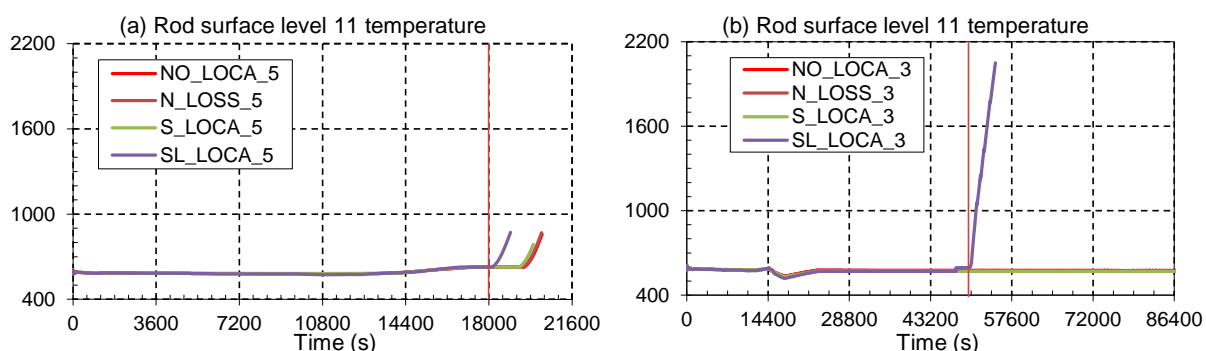 (a) Rod surface level 11 temperature
2200
1600
1000
400
NO_LOCA_5
N_LOSS_5
S_LOCA_5
SL_LOCA_5
0 3600 7200 10800 14400 18000 21600
Time (s)
(b) Rod surface level 11 temperature
2200
1600
1000
400
NO_LOCA_3
N_LOSS_3
S_LOCA_3
SL_LOCA_3
0 14400 28800 43200 57600 72000 86400
Time (s)